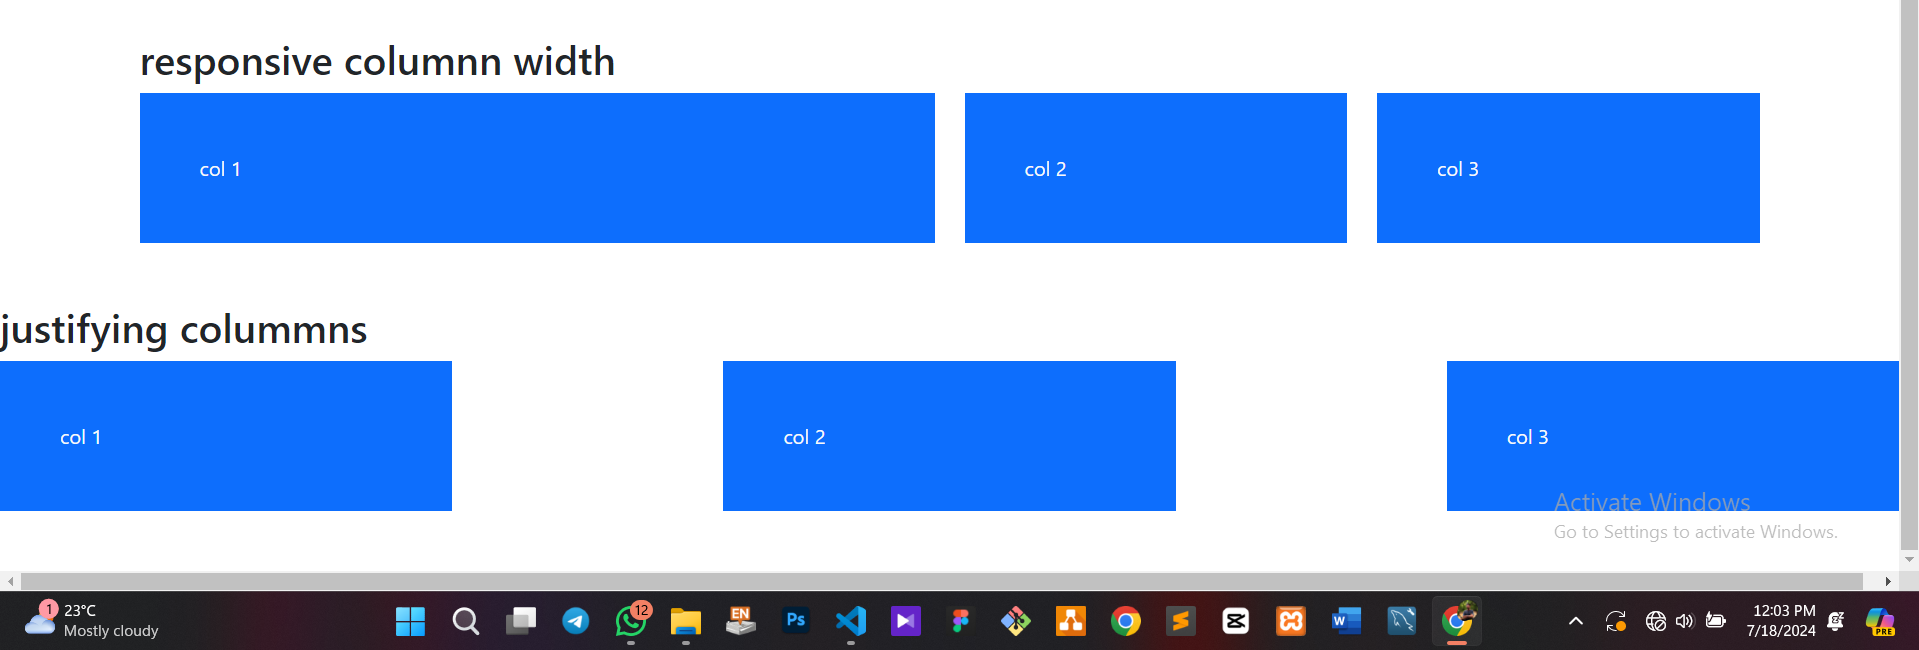 responsive columnn width
col 1
col 2
col 3
justifying colummns
col 1
col 2
col 3
Activate Windows
Go to Settings to activate Windows.
1
23°C
Mostly cloudy
12
EN
Ps
W
12:03 PM
7/18/2024
PRE